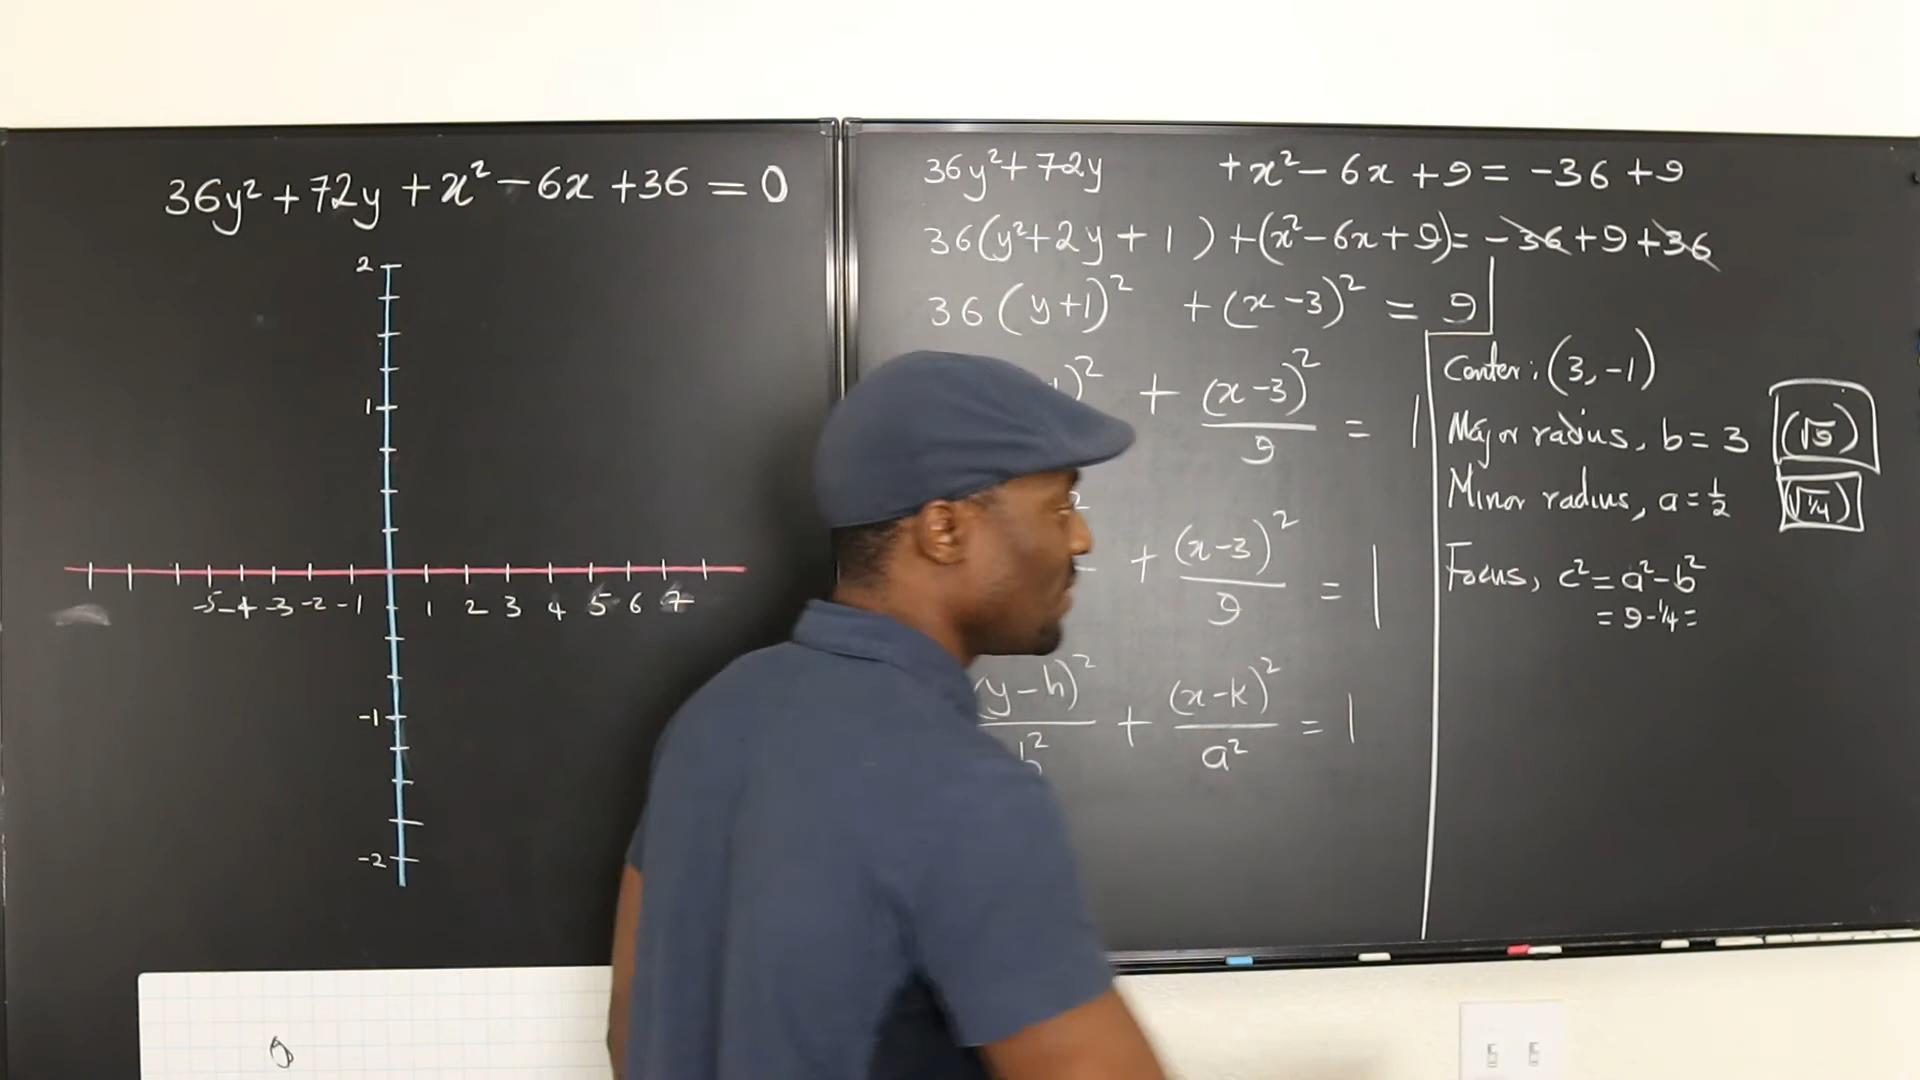 36y² + 72y + x² − 6x + 36 = 0
2
1
-5 -4 -3 -2 -1 1 2 3 4 5 6 7
-1
-2
36y² + 72y + x² − 6x + 9 = −36 + 9
36(y² + 2y + 1) + (x² − 6x + 9) = −36 + 9 + 36
36(y+1)² + (x−3)² = 9
)² + (x−3)²/9 = 1
2 + (x−3)²/9 = 1
(y−h)²/b² + (x−k)²/a² = 1
Center: (3, −1)
Major radius, b = 3 (√9)
Minor radius, a = ½ (√¼)
Focus, c² = a² − b²
= 9 − ¼ =